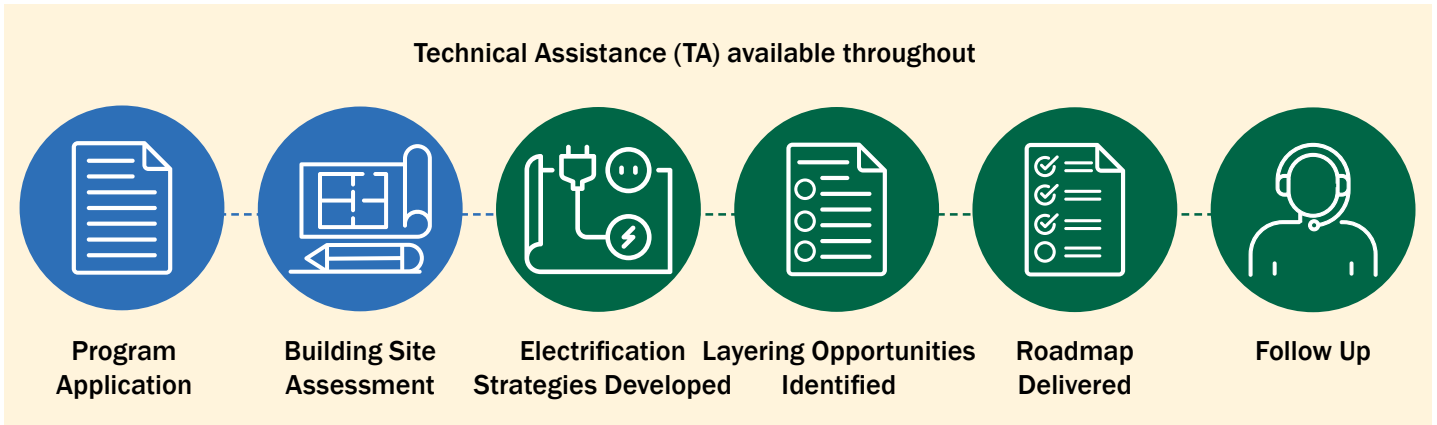 Technical Assistance (TA) available throughout
Program
Application
Building Site
Assessment
Electrification
Strategies Developed
Layering Opportunities
Identified
Roadmap
Delivered
Follow Up